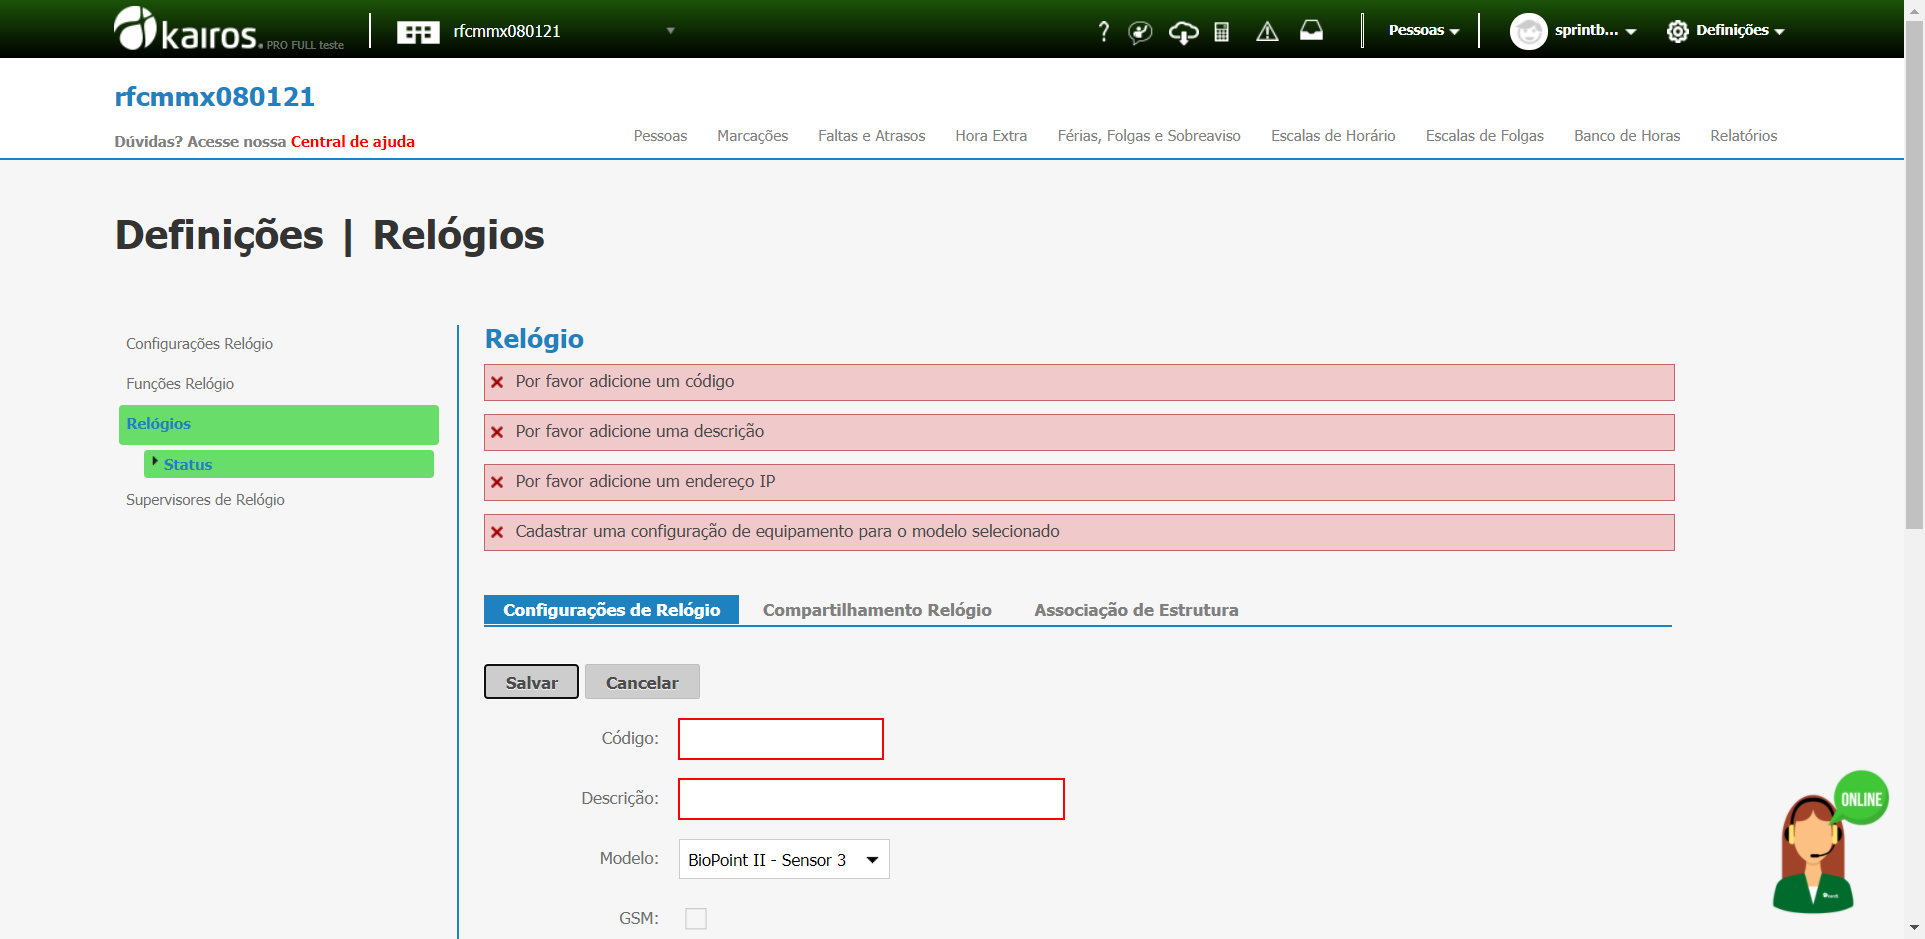 kairos. PRO FULL teste
rfcmmx080121
?
Pessoas
sprintb...
Definições
rfcmmx080121
Dúvidas? Acesse nossa Central de ajuda
Pessoas Marcações Faltas e Atrasos Hora Extra Férias, Folgas e Sobreaviso Escalas de Horário Escalas de Folgas Banco de Horas Relatórios
Definições | Relógios
Configurações Relógio
Funções Relógio
Relógios
Status
Supervisores de Relógio
Relógio
Por favor adicione um código
Por favor adicione uma descrição
Por favor adicione um endereço IP
Cadastrar uma configuração de equipamento para o modelo selecionado
Configurações de Relógio Compartilhamento Relógio Associação de Estrutura
Salvar Cancelar
Código:
Descrição:
Modelo: BioPoint II - Sensor 3
GSM:
ONLINE